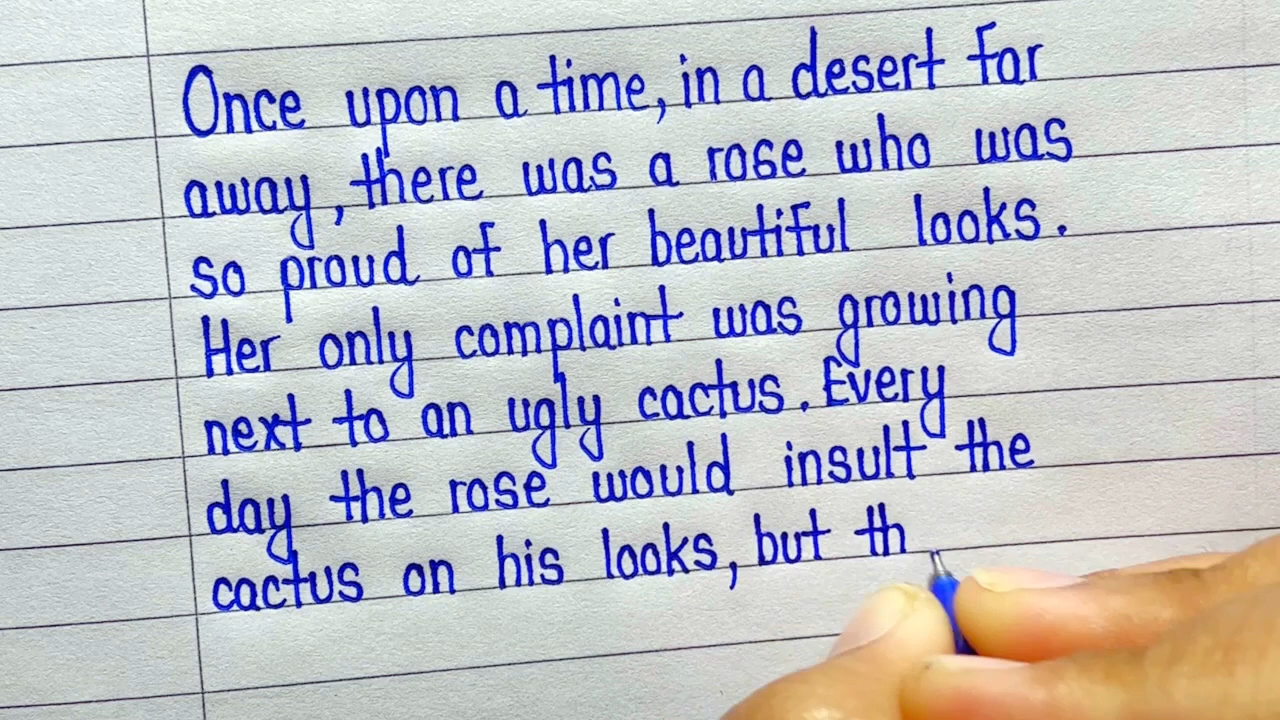 Once upon a time, in a desert far
away, there was a rose who was
so proud of her beautiful looks.
Her only complaint was growing
next to an ugly cactus. Every
day the rose would insult the
cactus on his looks, but th